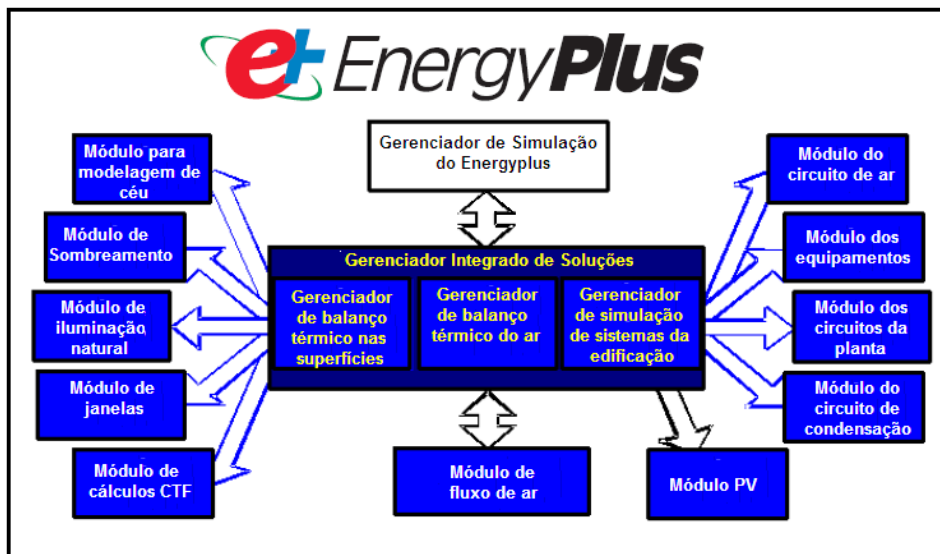 e+ EnergyPlus
Gerenciador de Simulação
do Energyplus
Módulo para
modelagem de
céu
Módulo de
Sombreamento
Módulo de
iluminação
natural
Módulo de
janelas
Módulo de
cálculos CTF
Gerenciador Integrado de Soluções
Gerenciador
de balanço
térmico nas
superfícies
Gerenciador
de balanço
térmico do ar
Gerenciador
de simulação
de sistemas da
edificação
Módulo do
circuito de ar
Módulo dos
equipamentos
Módulo dos
circuitos da
planta
Módulo do
circuito de
condensação
Módulo de
fluxo de ar
Módulo PV